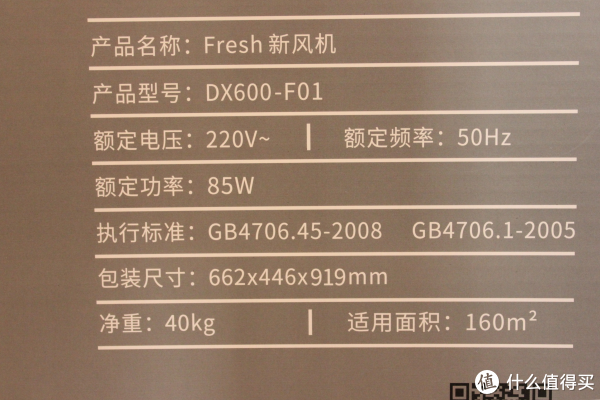 产品名称：Fresh 新风机
产品型号：DX600-F01
额定电压：220V~ | 额定频率：50Hz
额定功率：85W
执行标准：GB4706.45-2008 GB4706.1-2005
包装尺寸：662x446x919mm
净重：40kg | 适用面积：160m²
值 什么值得买